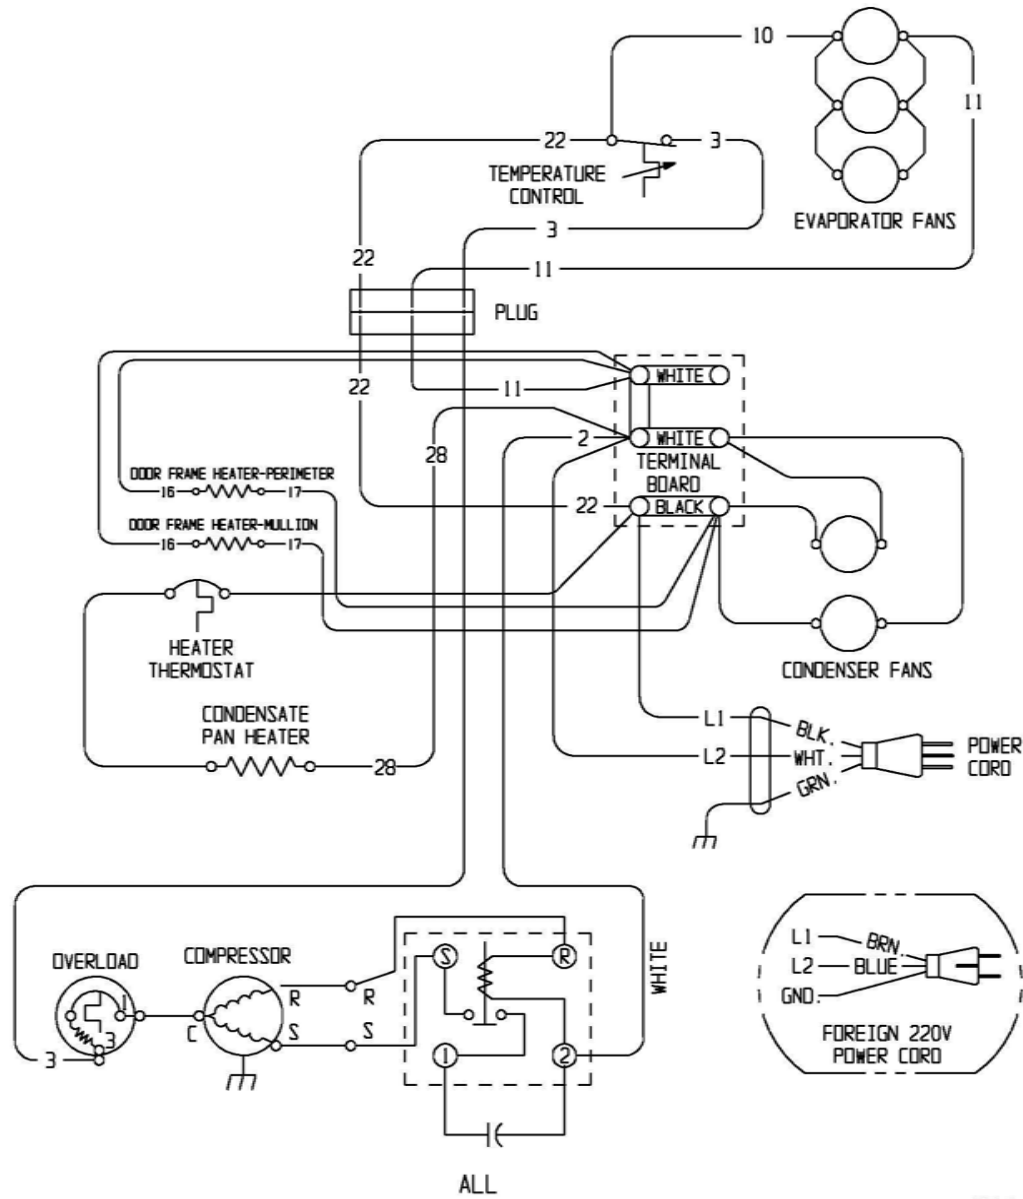 10
11
22
3
TEMPERATURE
CONTROL
EVAPORATOR FANS
3
22
11
PLUG
WHITE
22
11
2
WHITE
28
TERMINAL
BOARD
DOOR FRAME HEATER-PERIMETER
16
17
22
BLACK
DOOR FRAME HEATER-MULLION
16
17
HEATER
THERMOSTAT
CONDENSER FANS
CONDENSATE
PAN HEATER
28
L1
BLK.
L2
WHT.
GRN.
POWER
CORD
OVERLOAD
COMPRESSOR
WHITE
S
R
R
R
1
3
C
S
S
3
1
2
L1
BRN.
L2
BLUE
GND.
FOREIGN 220V
POWER CORD
ALL